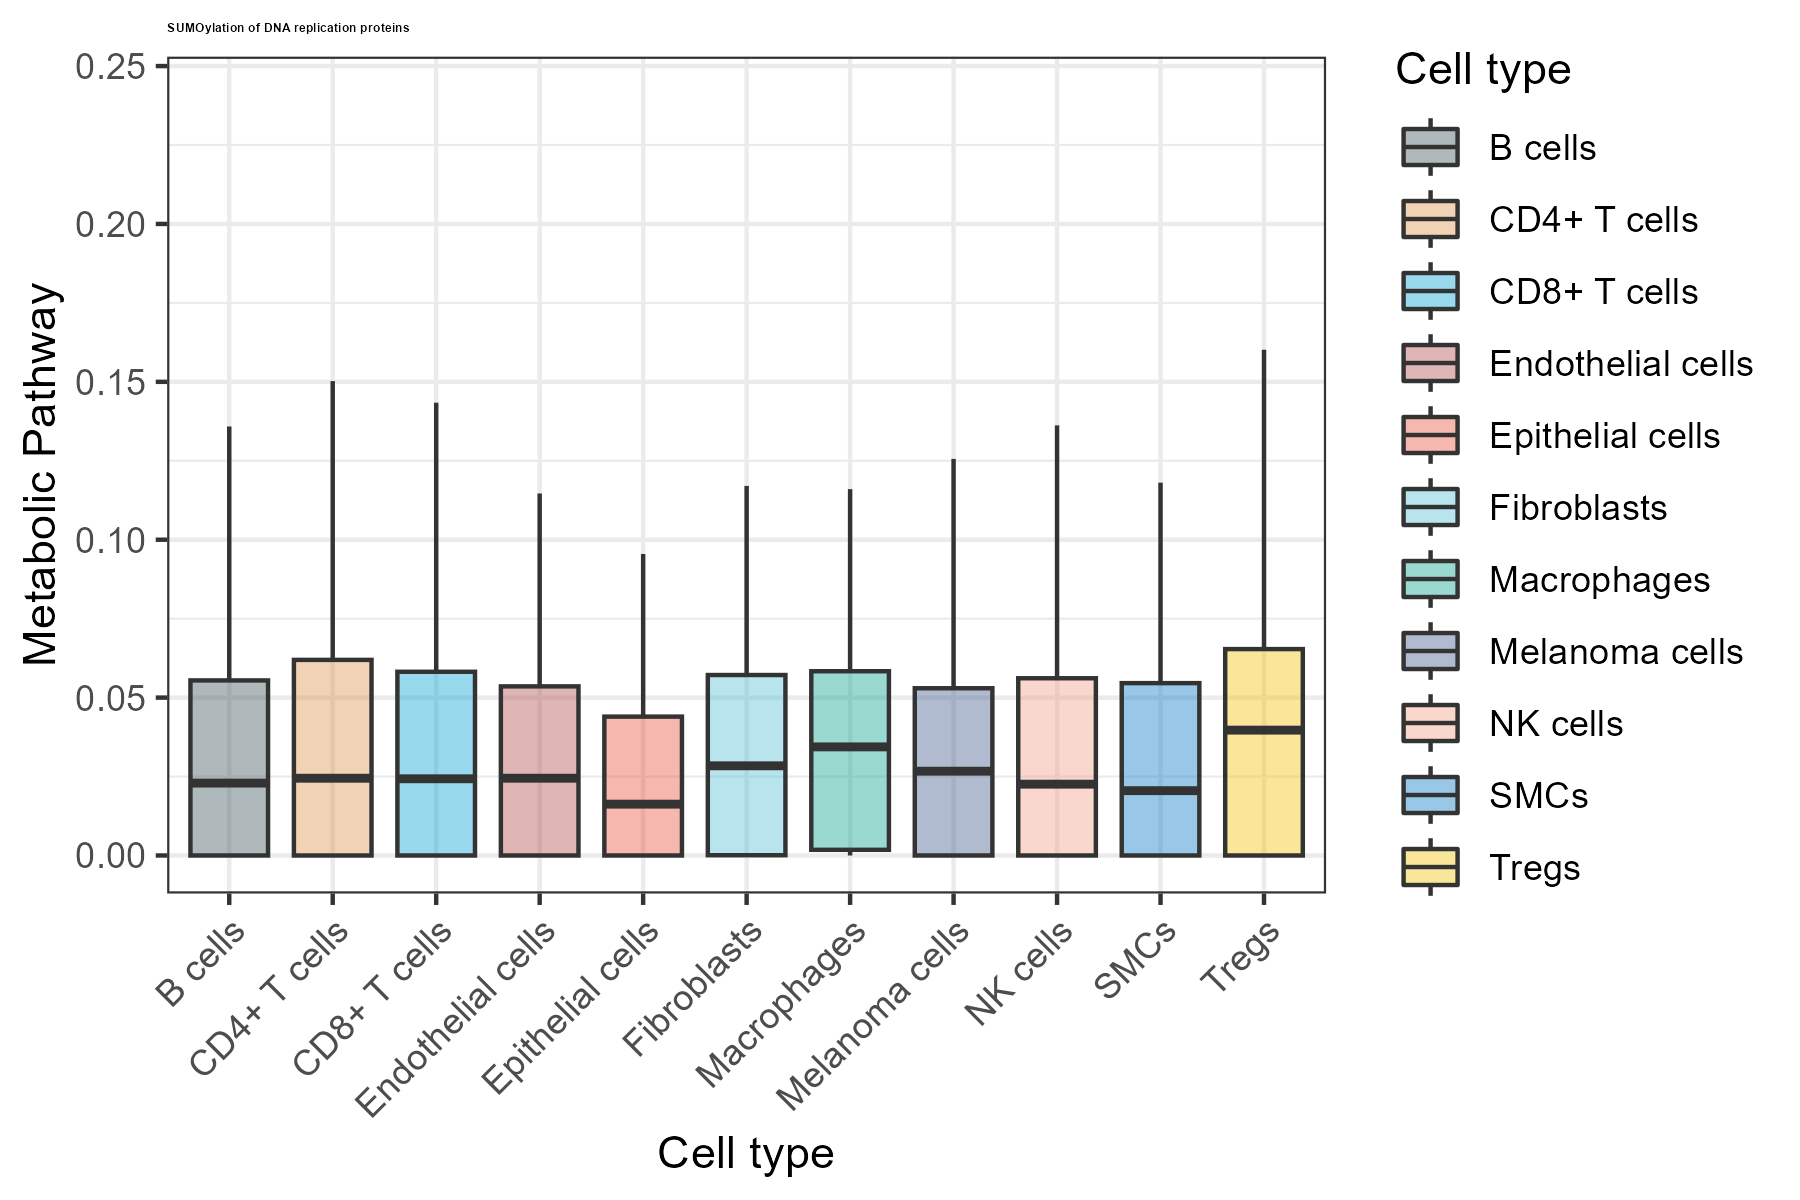 SUMOylation of DNA replication proteins
0.25
0.20
0.15
0.10
0.05
0.00
Metabolic Pathway
B cells
CD4+ T cells
CD8+ T cells
Endothelial cells
Epithelial cells
Fibroblasts
Macrophages
Melanoma cells
NK cells
SMCs
Tregs
Cell type
Cell type
B cells
CD4+ T cells
CD8+ T cells
Endothelial cells
Epithelial cells
Fibroblasts
Macrophages
Melanoma cells
NK cells
SMCs
Tregs